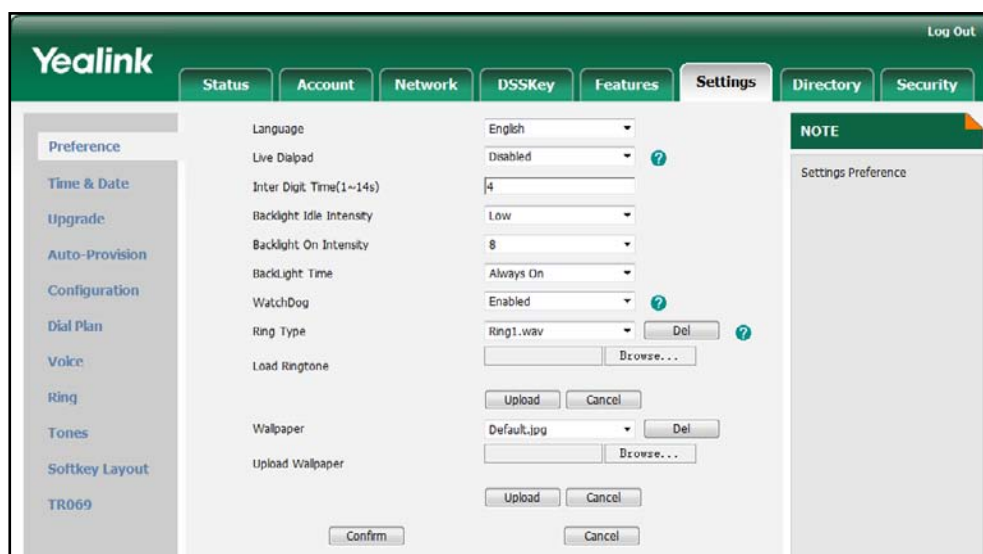 Log Out
Yealink
Status Account Network DSSKey Features Settings Directory Security
Preference
Time & Date
Upgrade
Auto-Provision
Configuration
Dial Plan
Voice
Ring
Tones
Softkey Layout
TR069
Language English
Live Dialpad Disabled ?
Inter Digit Time(1~14s) 4
Backlight Idle Intensity Low
Backlight On Intensity 8
BackLight Time Always On
WatchDog Enabled ?
Ring Type Ring1.wav Del ?
Load Ringtone Browse...
Upload Cancel
Wallpaper Default.jpg Del
Upload Wallpaper Browse...
Upload Cancel
Confirm Cancel
NOTE
Settings Preference